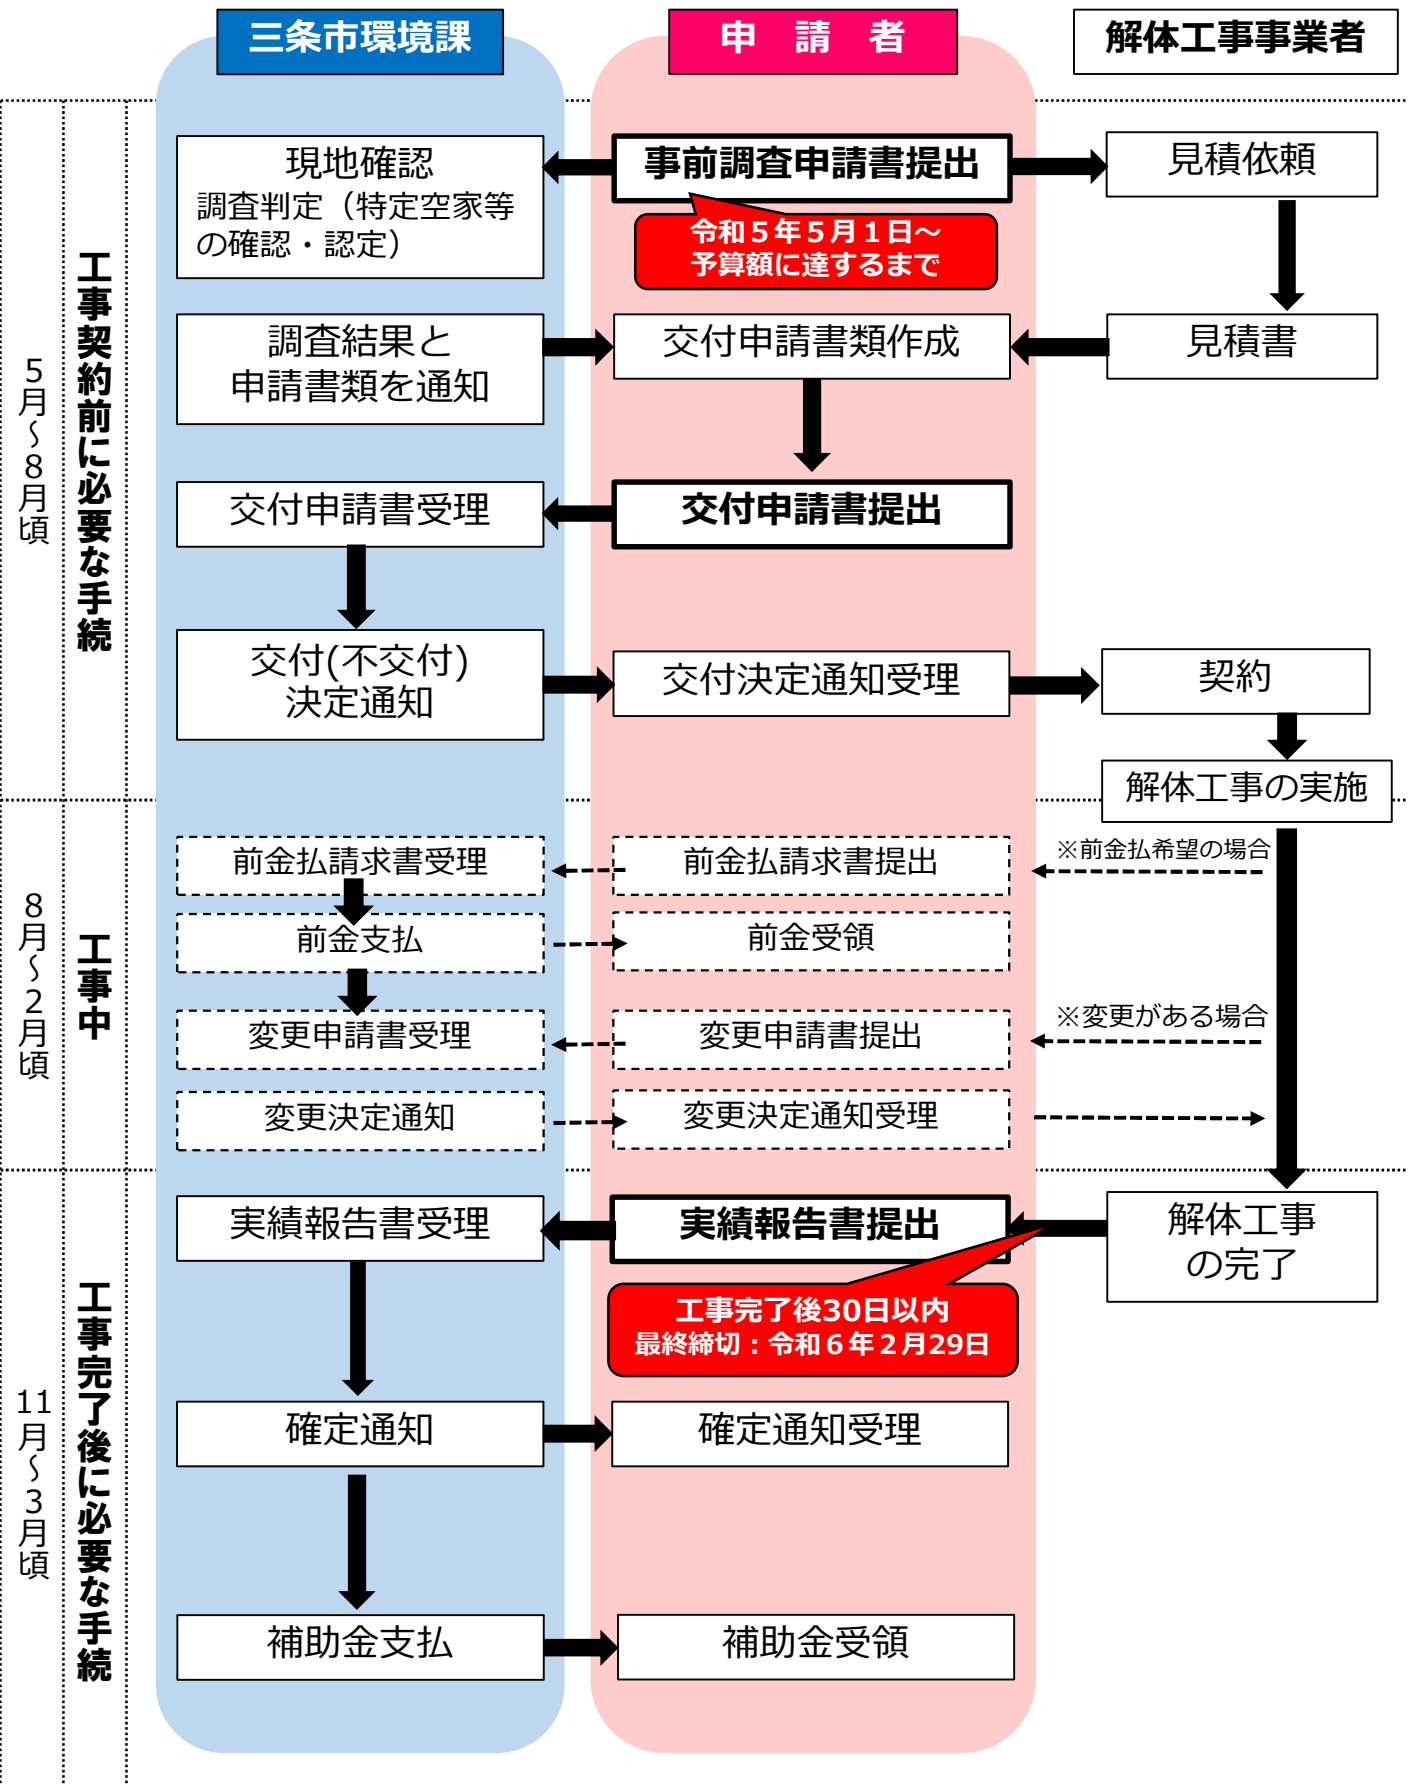 三条市環境課
申　請　者
解体工事事業者
5月～8月頃
工事契約前に必要な手続
現地確認
調査判定（特定空家等
の確認・認定）
事前調査申請書提出
見積依頼
令和５年５月１日～
予算額に達するまで
調査結果と
申請書類を通知
交付申請書類作成
見積書
交付申請書受理
交付申請書提出
交付(不交付)
決定通知
交付決定通知受理
契約
解体工事の実施
8月～2月頃
工事中
前金払請求書受理
前金払請求書提出
※前金払希望の場合
前金支払
前金受領
変更申請書受理
変更申請書提出
※変更がある場合
変更決定通知
変更決定通知受理
11月～3月頃
工事完了後に必要な手続
実績報告書受理
実績報告書提出
解体工事
の完了
工事完了後30日以内
最終締切：令和６年２月29日
確定通知
確定通知受理
補助金支払
補助金受領